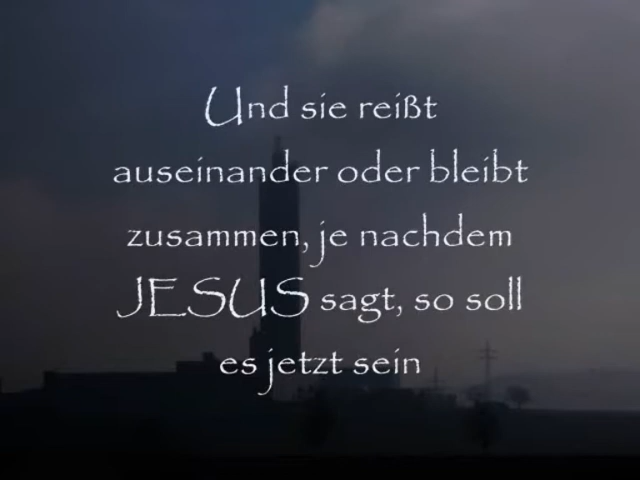 Und sie reißt
auseinander oder bleibt
zusammen, je nachdem
JESUS sagt, so soll
es jetzt sein